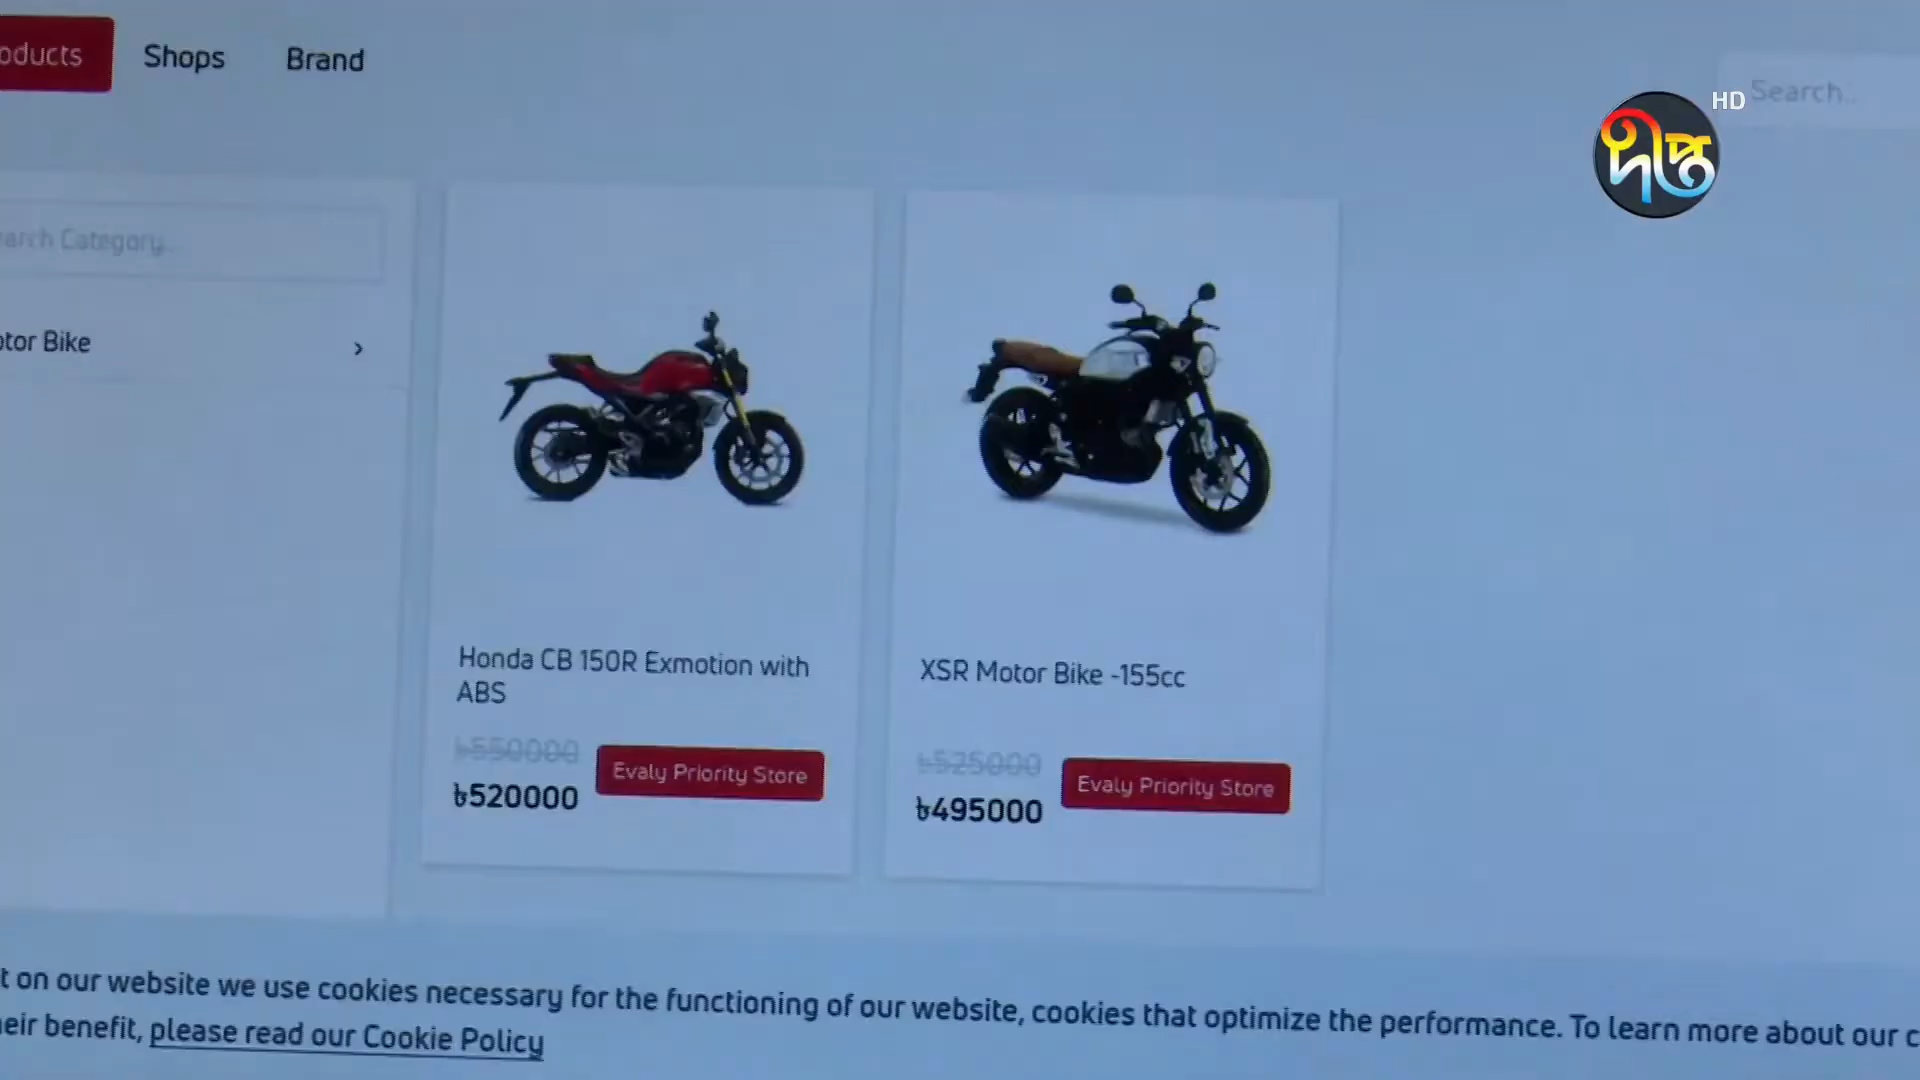 oducts Shops Brand
HD
Search...
দীপ্ত
earch Category...
otor Bike
Honda CB 150R Exmotion with
ABS
৳550000
৳520000
Evaly Priority Store
XSR Motor Bike -155cc
৳525000
৳495000
Evaly Priority Store
t on our website we use cookies necessary for the functioning of our website, cookies that optimize the performance. To learn more about our c
heir benefit, please read our Cookie Policy